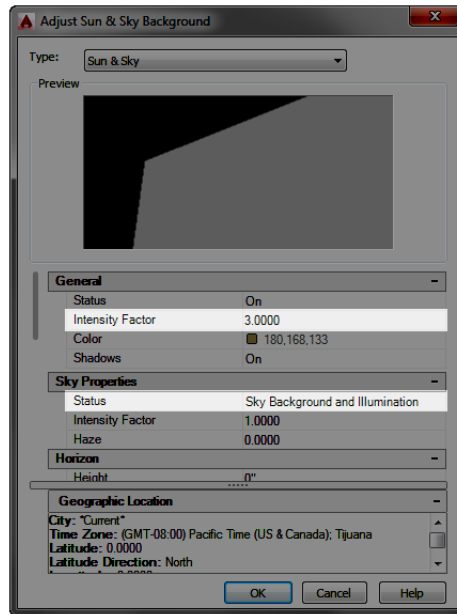 Adjust Sun & Sky Background
Type: Sun & Sky
Preview
General
Status On
Intensity Factor 3.0000
Color 180,168,133
Shadows On
Sky Properties
Status Sky Background and Illumination
Intensity Factor 1.0000
Haze 0.0000
Horizon
Height 0"
Geographic Location
City: "Current"
Time Zone: (GMT-08:00) Pacific Time (US & Canada); Tijuana
Latitude: 0.0000
Latitude Direction: North
OK Cancel Help